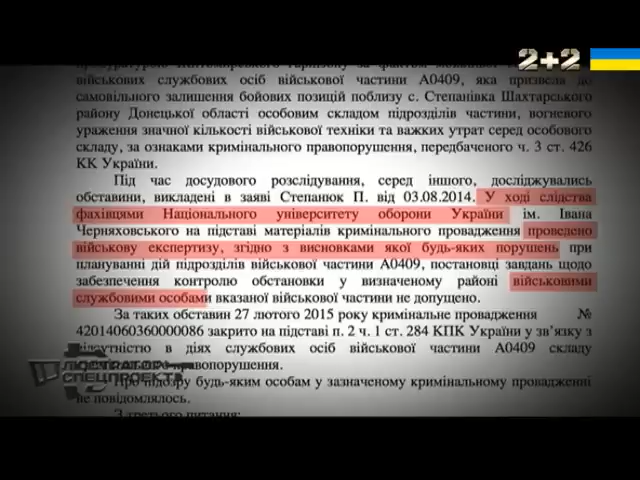 2+2
військових службових осіб військової частини А0409, яка призвела до
самовільного залишення бойових позицій поблизу с. Степанівка Шахтарського
району Донецької області особовим складом підрозділів частини, вогневого
ураження значної кількості військової техніки та важких утрат серед особового
складу, за ознаками кримінального правопорушення, передбаченого ч. 3 ст. 426
КК України.
Під час досудового розслідування, серед іншого, досліджувались
обставини, викладені в заяві Степанюк П. від 03.08.2014. У ході слідства
фахівцями Національного університету оборони України ім. Івана
Черняховського на підставі матеріалів кримінального провадження проведено
військову експертизу, згідно з висновками якої будь-яких порушень при
плануванні дій підрозділів військової частини А0409, постановці завдань щодо
забезпечення контролю обстановки у визначеному районі військовими
службовими особами вказаної військової частини не допущено.
За таких обставин 27 лютого 2015 року кримінальне провадження №
42014060360000086 закрито на підставі п. 2 ч. 1 ст. 284 КПК України у зв'язку з
відсутністю в діях службових осіб військової частини А0409 складу
правопорушення.
ЛЮСТРАТОР
СПЕЦПРОЕКТ
Про підозру будь-яким особам у зазначеному кримінальному провадженні
не повідомлялось.
З третього питання: